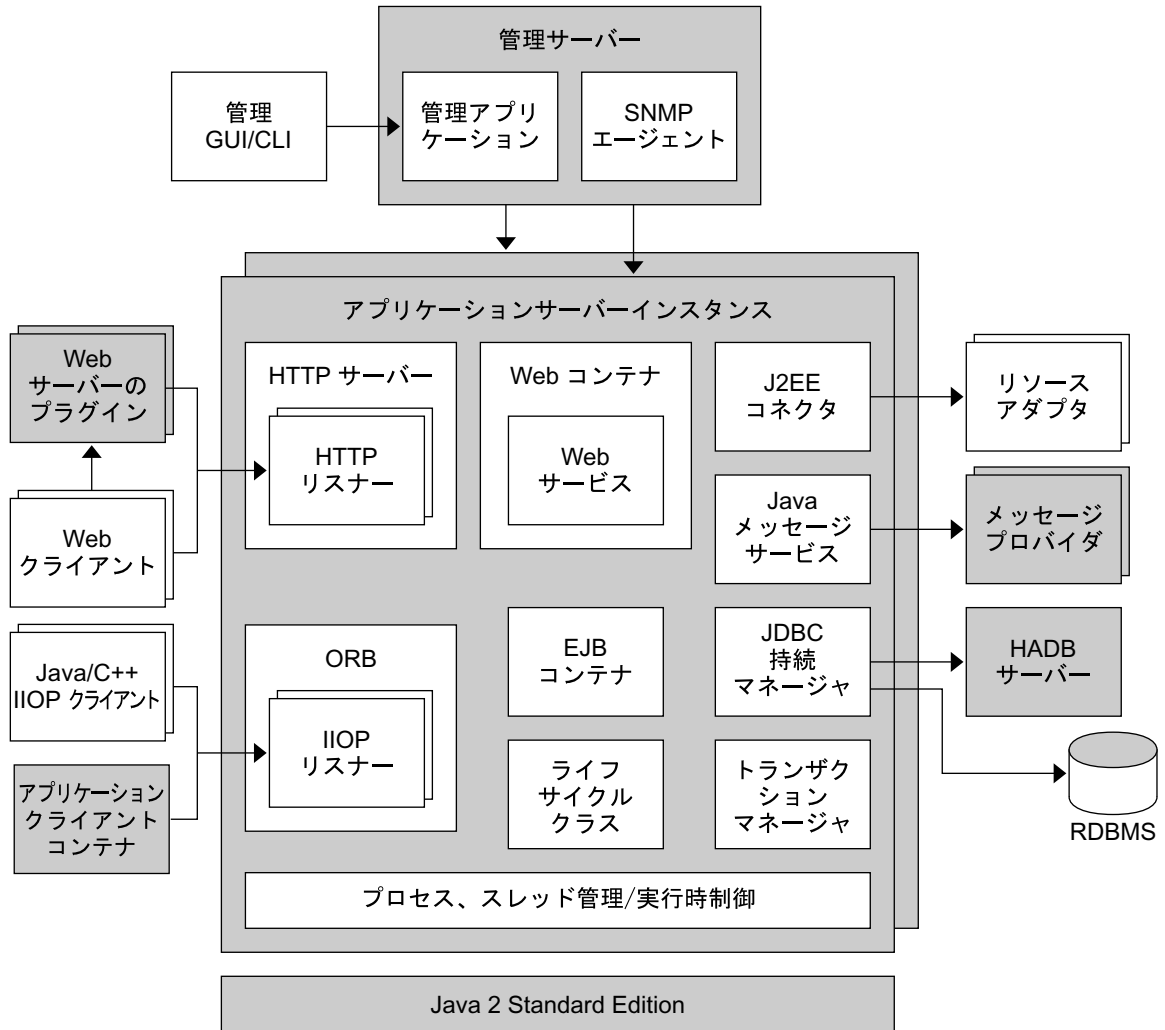 管理サーバー
管理
GUI/CLI
管理アプリ
ケーション
SNMP
エージェント
アプリケーションサーバーインスタンス
Web
サーバーの
プラグイン
HTTP サーバー
HTTP
リスナー
Web コンテナ
Web
サービス
J2EE
コネクタ
リソース
アダプタ
Web
クライアント
Java
メッセージ
サービス
メッセージ
プロバイダ
Java/C++
IIOP クライアント
ORB
IIOP
リスナー
EJB
コンテナ
JDBC
持続
マネージャ
HADB
サーバー
アプリケーション
クライアント
コンテナ
ライフ
サイクル
クラス
トランザク
ション
マネージャ
RDBMS
プロセス、スレッド管理/実行時制御
Java 2 Standard Edition